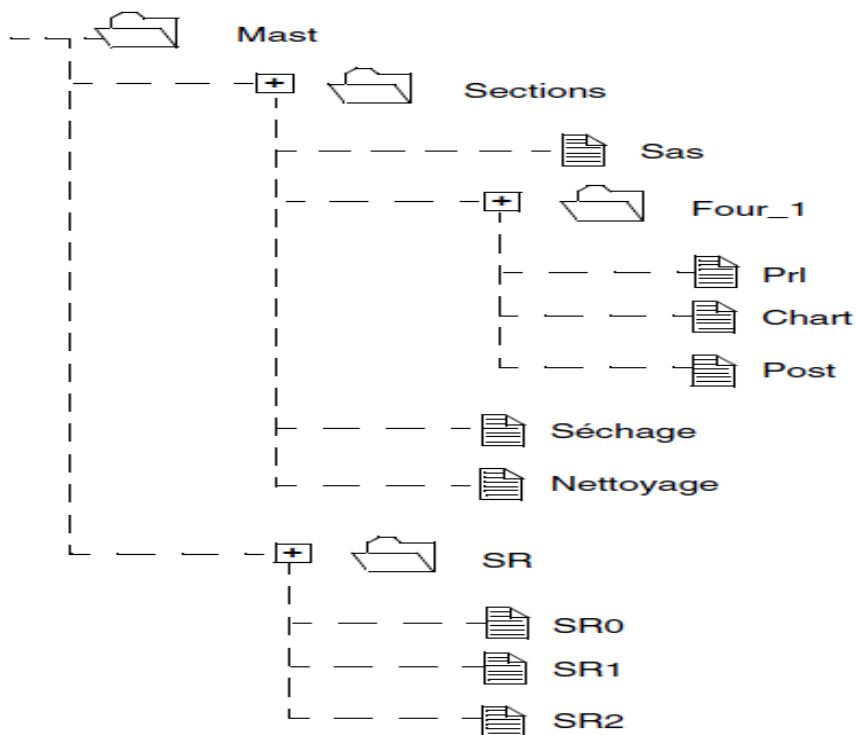 Mast
Sections
Sas
Four_1
Prl
Chart
Post
Séchage
Nettoyage
SR
SR0
SR1
SR2